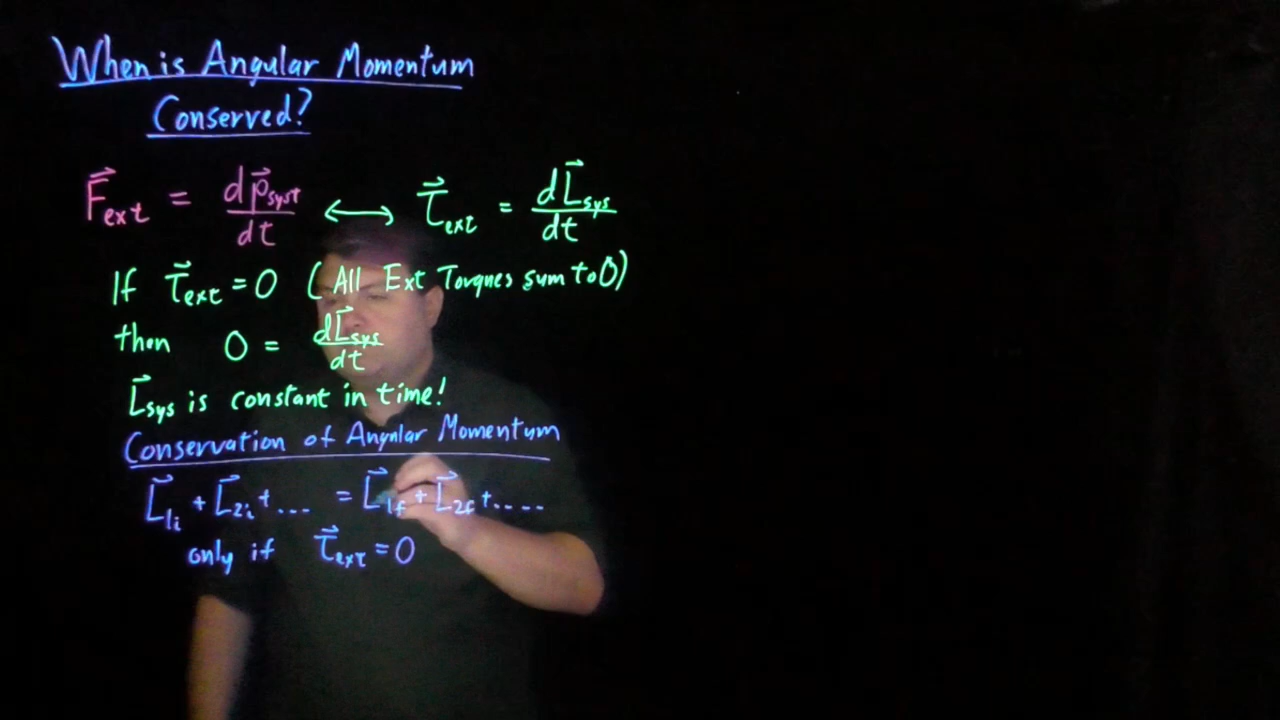 When is Angular Momentum
Conserved?
F⃗ext = dp⃗syst/dt ⟷ τ⃗ext = dL⃗sys/dt
If τ⃗ext = 0 (All Ext Torques sum to 0)
then 0 = dL⃗sys/dt
L⃗sys is constant in time!
Conservation of Angular Momentum
L⃗1i + L⃗2i + ... = L⃗1f + L⃗2f + .....
only if τ⃗ext = 0